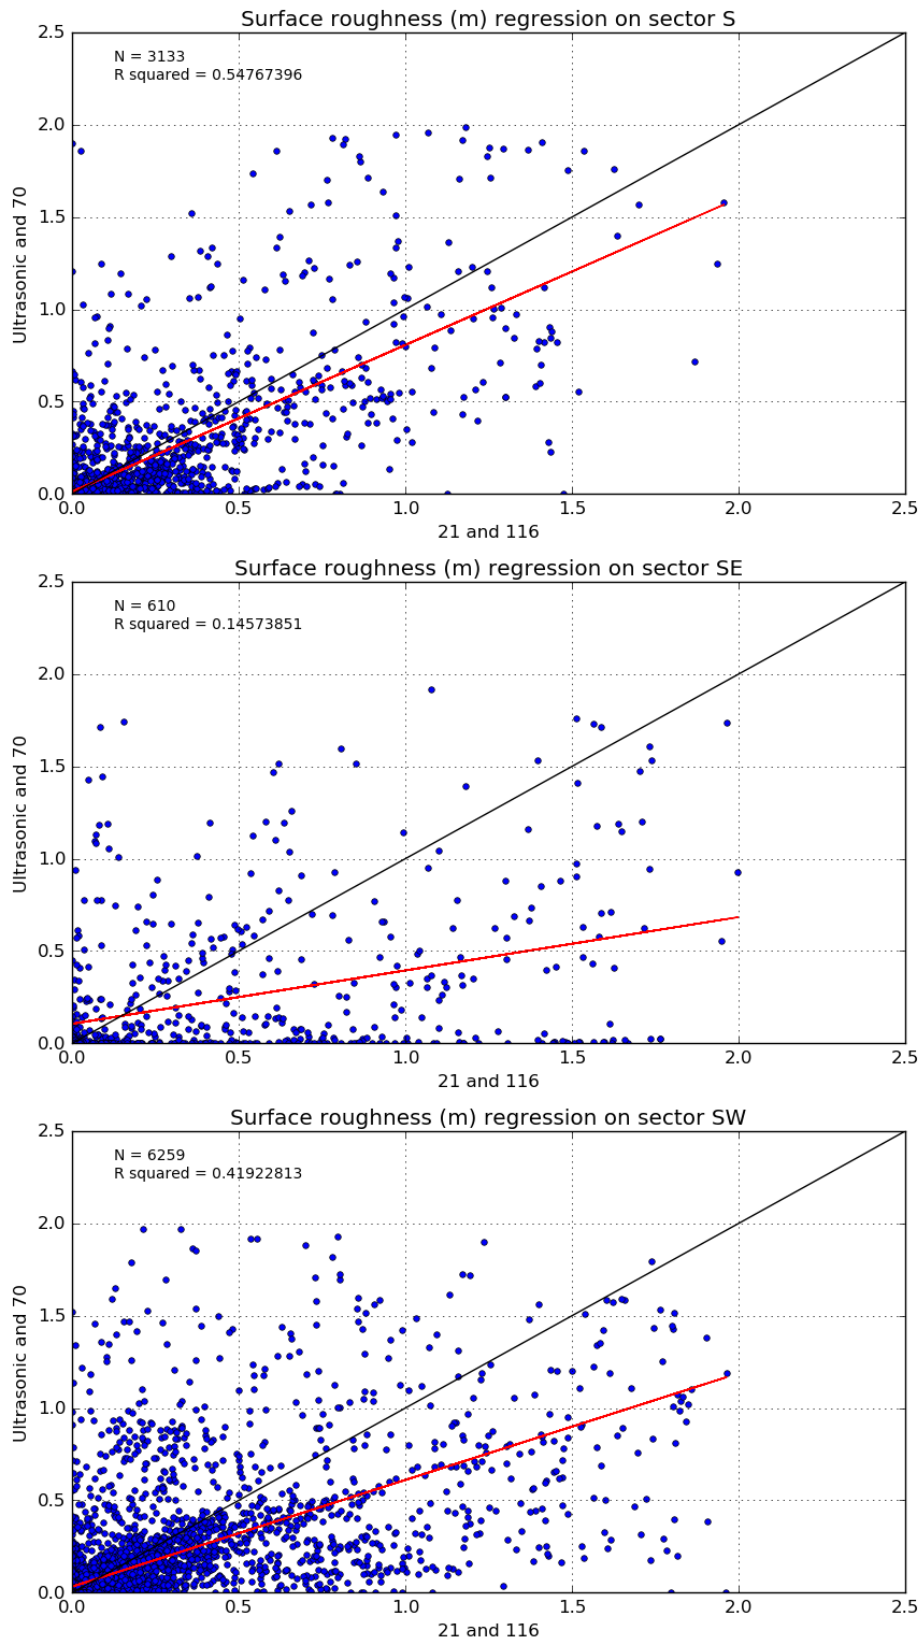 Surface roughness (m) regression on sector S
N = 3133
R squared = 0.54767396
2.5
2.0
1.5
1.0
0.5
0.0
Ultrasonic and 70
0.0 0.5 1.0 1.5 2.0 2.5
21 and 116
Surface roughness (m) regression on sector SE
N = 610
R squared = 0.14573851
2.5
2.0
1.5
1.0
0.5
0.0
Ultrasonic and 70
0.0 0.5 1.0 1.5 2.0 2.5
21 and 116
Surface roughness (m) regression on sector SW
N = 6259
R squared = 0.41922813
2.5
2.0
1.5
1.0
0.5
0.0
Ultrasonic and 70
0.0 0.5 1.0 1.5 2.0 2.5
21 and 116